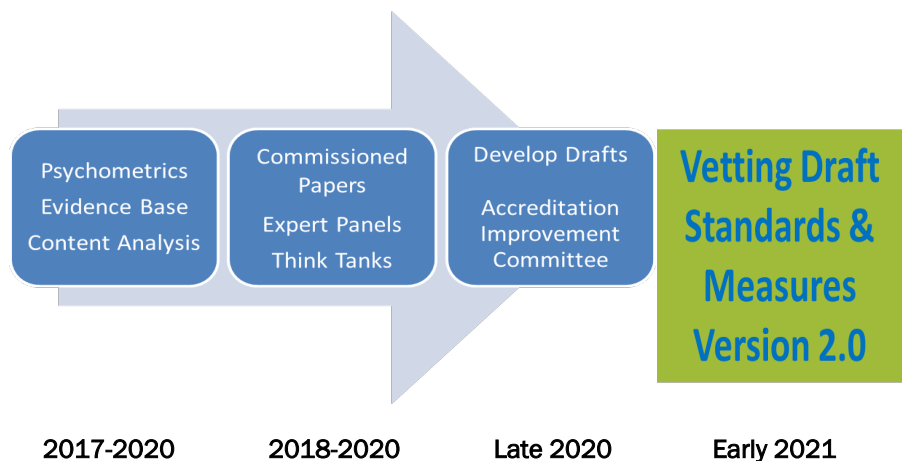 Psychometrics
Evidence Base
Content Analysis
Commissioned
Papers
Expert Panels
Think Tanks
Develop Drafts
Accreditation
Improvement
Committee
Vetting Draft
Standards &
Measures
Version 2.0
2017-2020
2018-2020
Late 2020
Early 2021